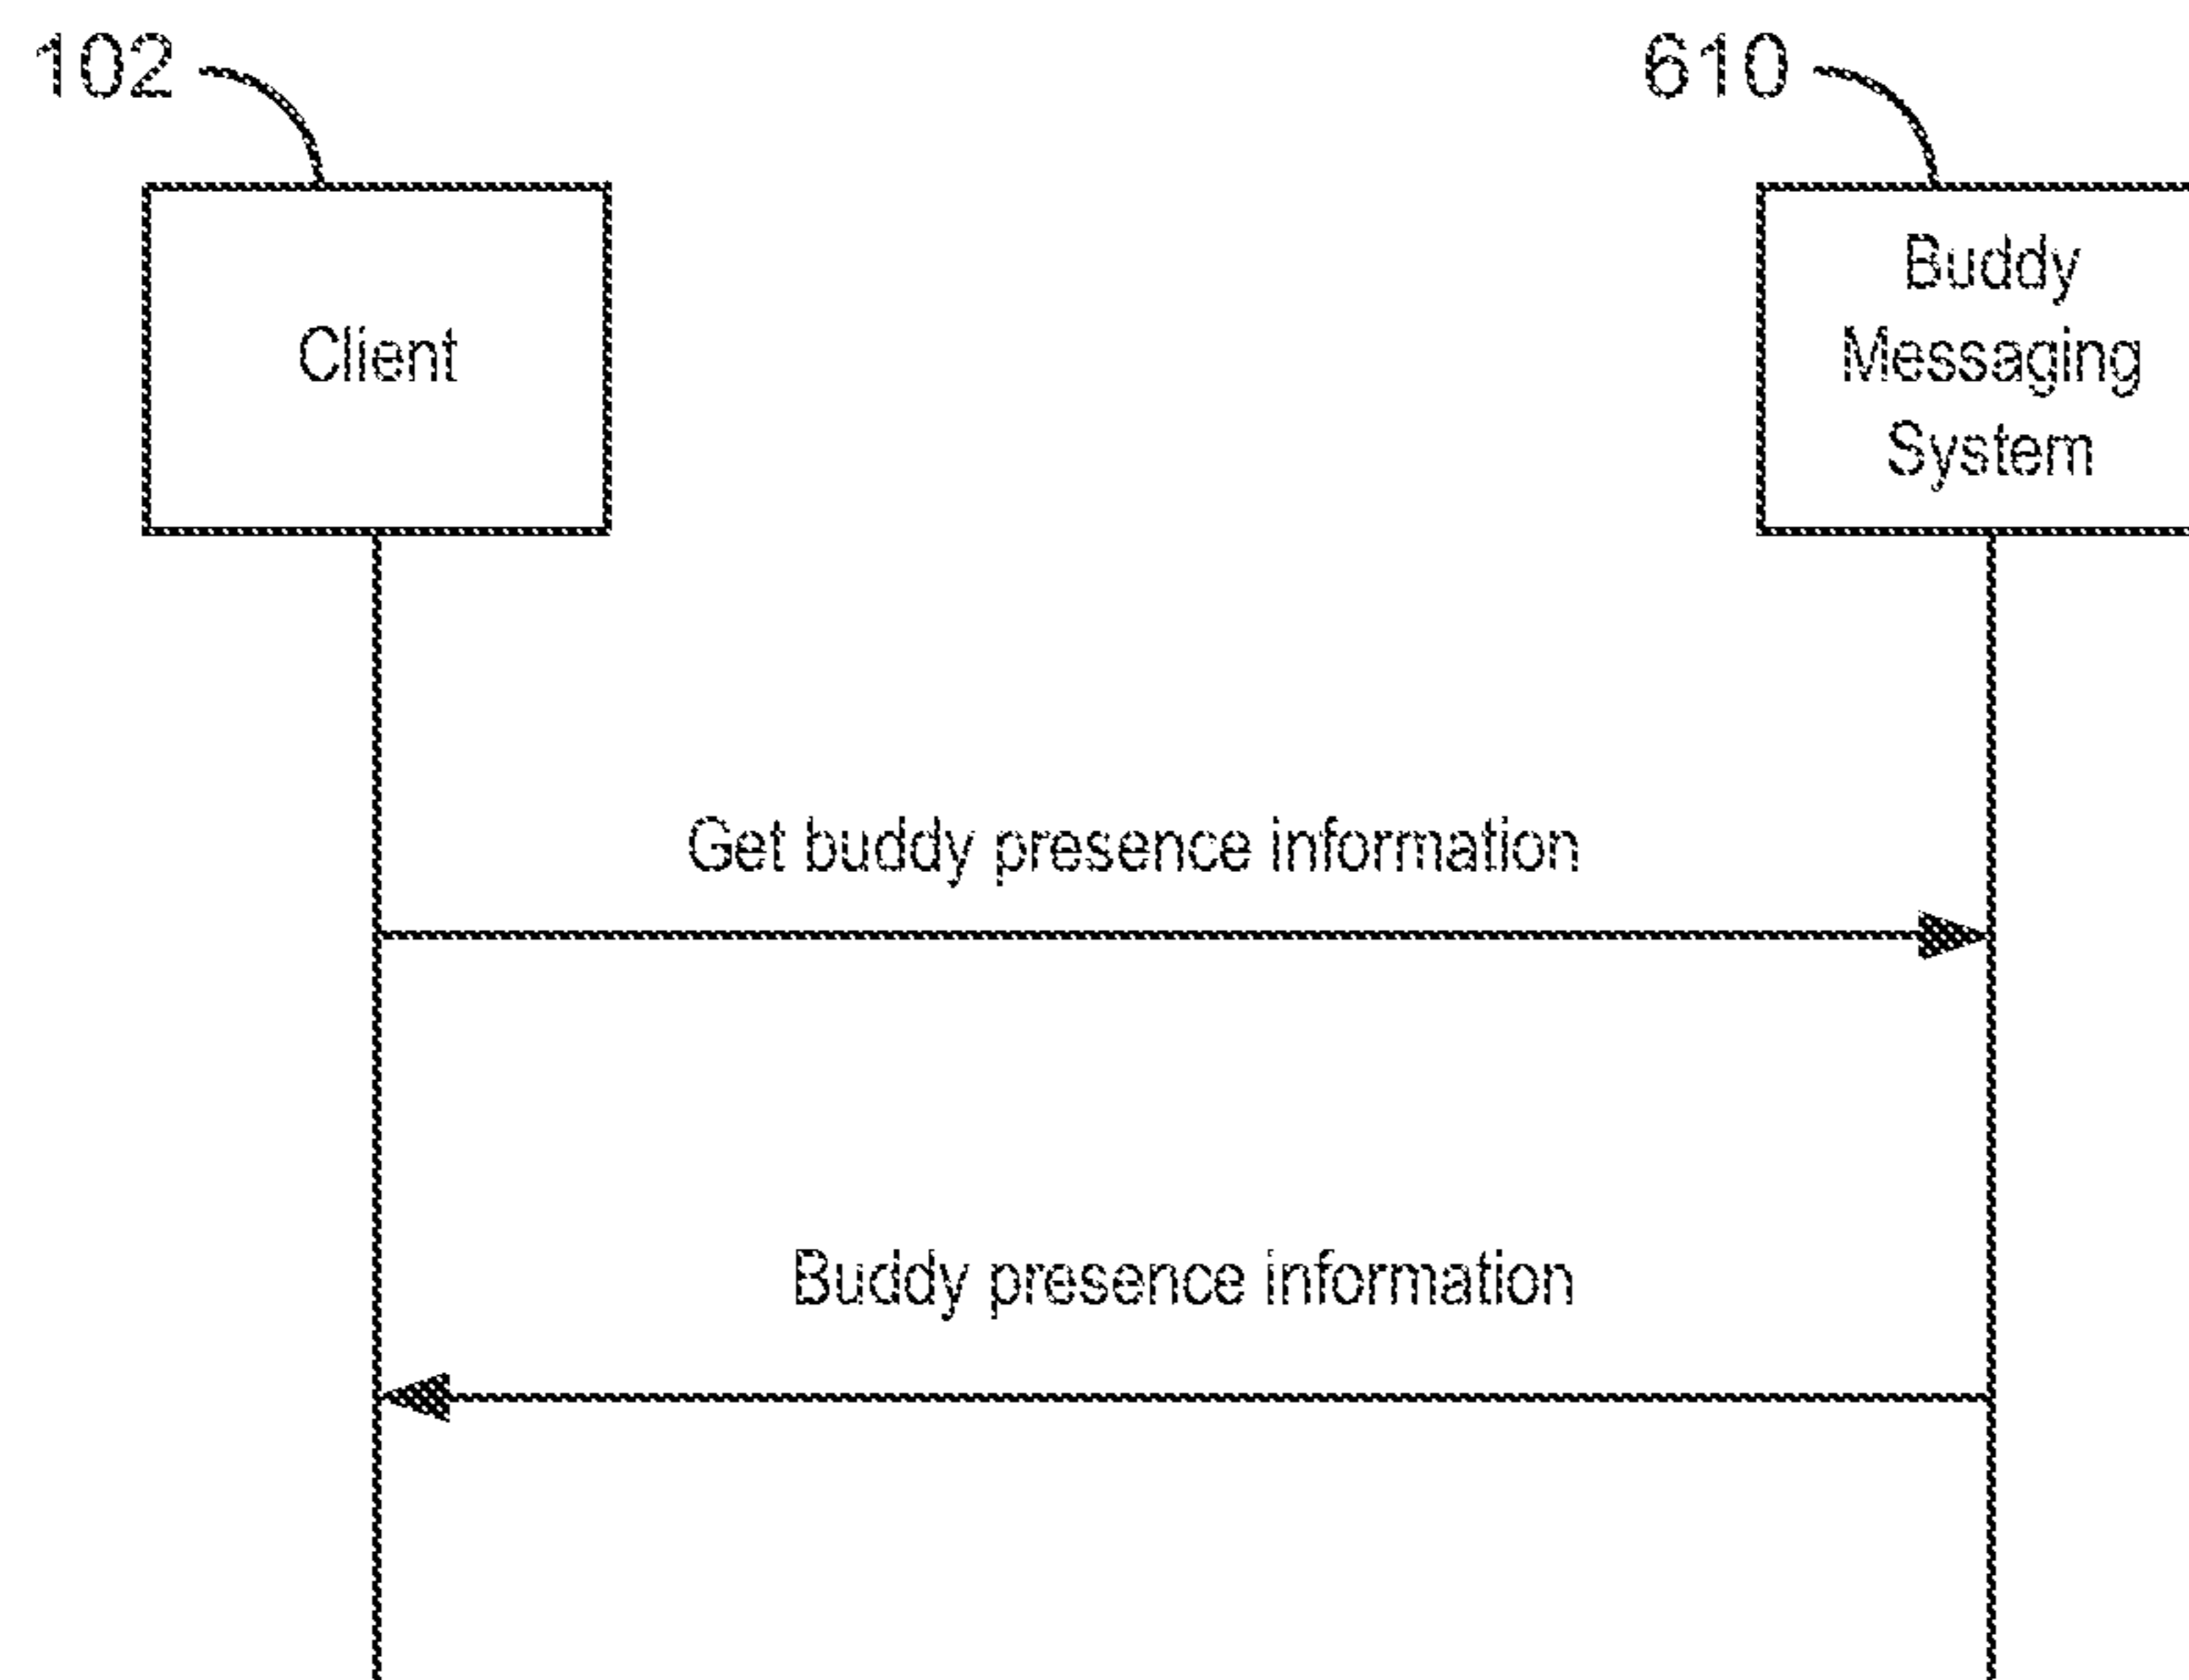 102
610
Client
Buddy
Messaging
System
Get buddy presence information
Buddy presence information